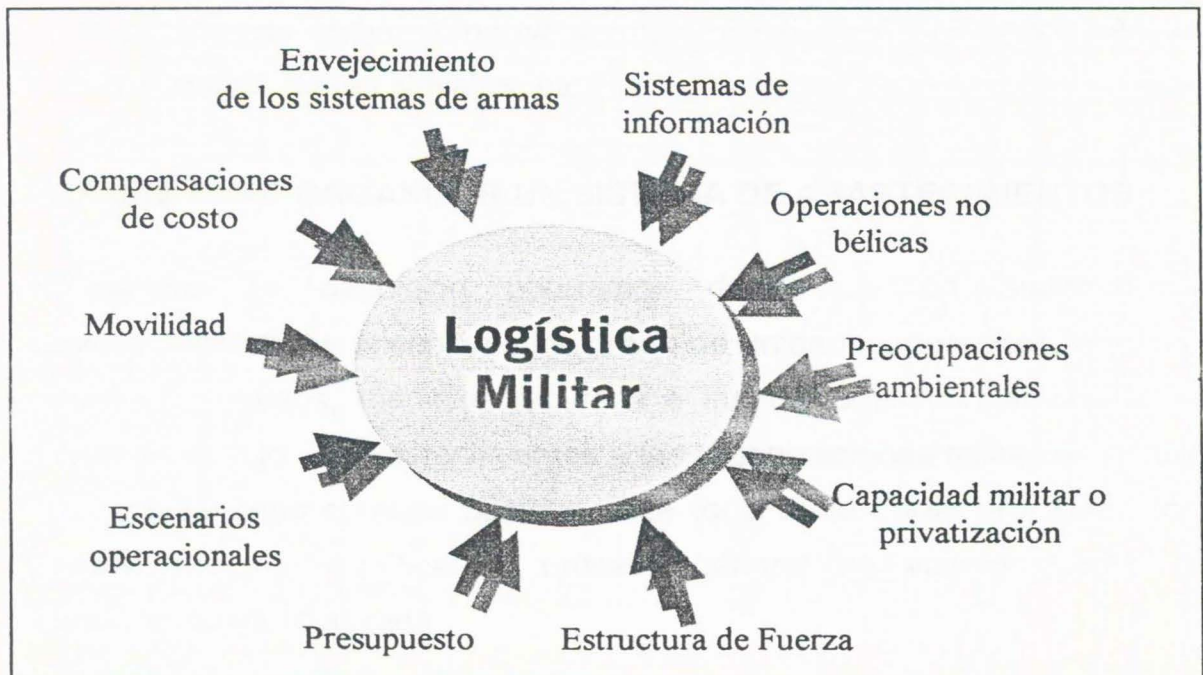 Envejecimiento
de los sistemas de armas
Sistemas de
información
Compensaciones
de costo
Operaciones no
bélicas
Movilidad
Logística
Militar
Preocupaciones
ambientales
Escenarios
operacionales
Capacidad militar o
privatización
Presupuesto
Estructura de Fuerza